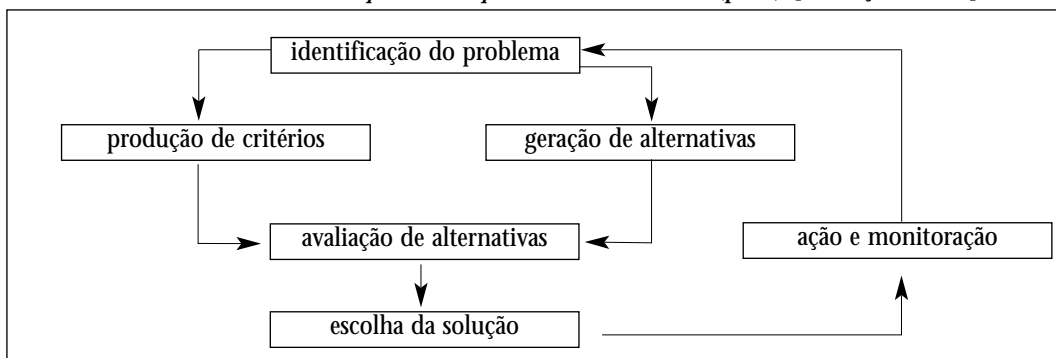 identificação do problema
produção de critérios
geração de alternativas
avaliação de alternativas
ação e monitoração
escolha da solução